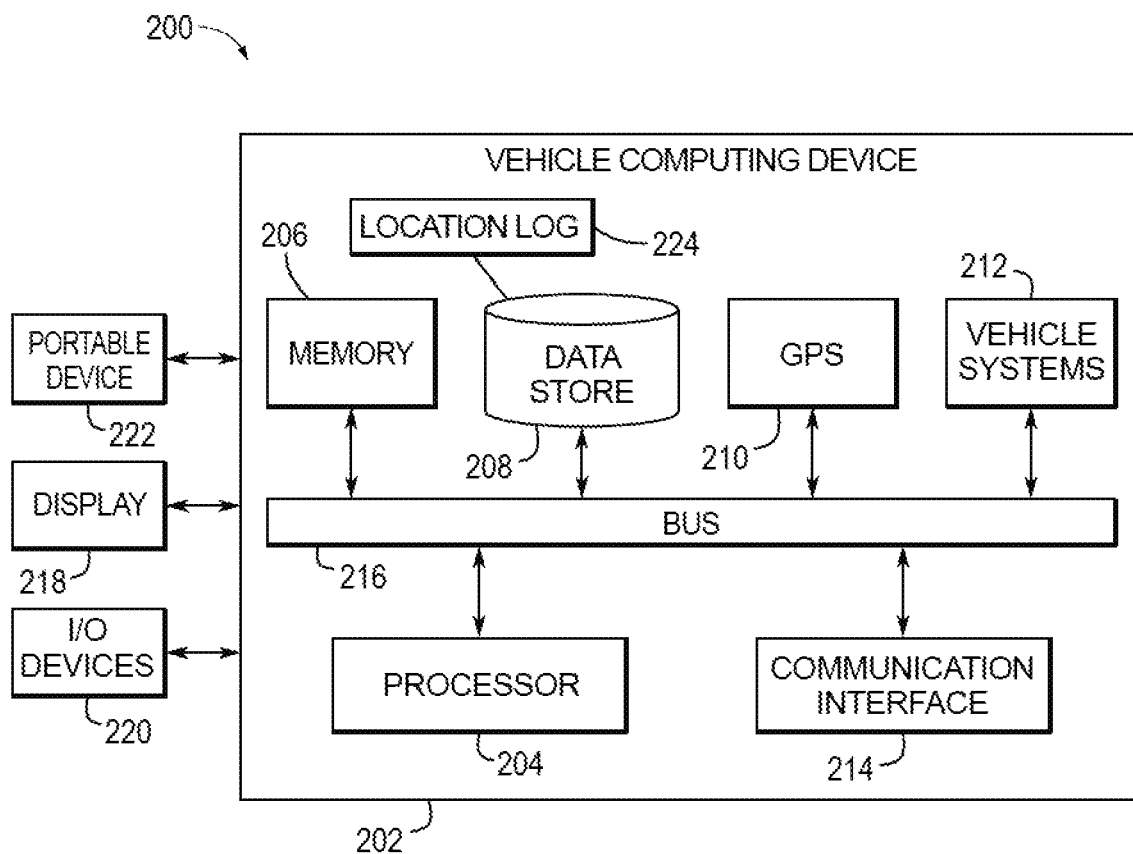 200
VEHICLE COMPUTING DEVICE
LOCATION LOG
224
206
212
MEMORY
DATA
STORE
GPS
VEHICLE
SYSTEMS
PORTABLE
DEVICE
222
208
210
DISPLAY
218
BUS
216
I/O
DEVICES
220
PROCESSOR
204
COMMUNICATION
INTERFACE
214
202